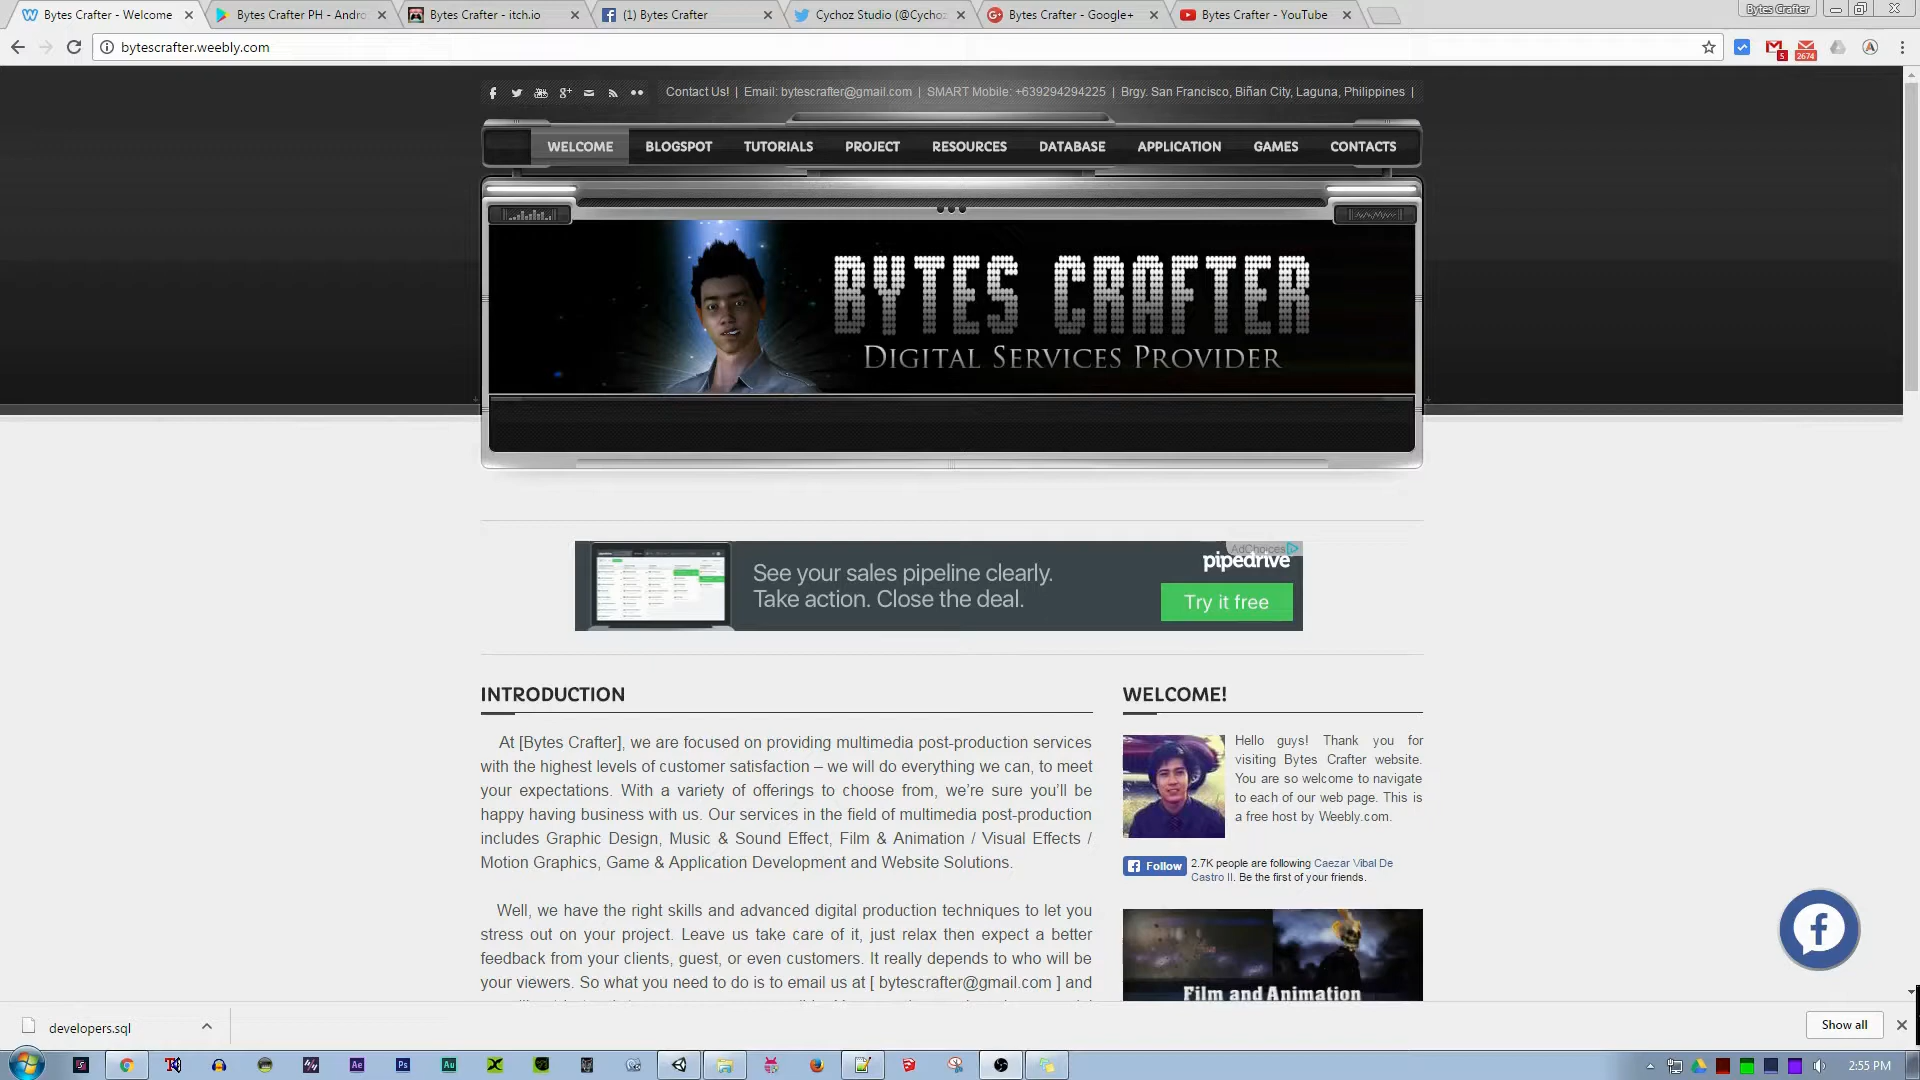 Bytes Crafter - Welcome
Bytes Crafter PH - Andro
Bytes Crafter - itch.io
(1) Bytes Crafter
Cychoz Studio (@Cychoz
Bytes Crafter - Google+
Bytes Crafter - YouTube
Bytes Crafter
bytescrafter.weebly.com
5
2674
Contact Us! | Email: bytescrafter@gmail.com | SMART Mobile: +639294294225 | Brgy. San Francisco, Biñan City, Laguna, Philippines |
WELCOME BLOGSPOT TUTORIALS PROJECT RESOURCES DATABASE APPLICATION GAMES CONTACTS
BYTES CRAFTER
DIGITAL SERVICES PROVIDER
See your sales pipeline clearly.
Take action. Close the deal.
AdChoices
pipedrive
Try it free
INTRODUCTION
At [Bytes Crafter], we are focused on providing multimedia post-production services
with the highest levels of customer satisfaction – we will do everything we can, to meet
your expectations. With a variety of offerings to choose from, we're sure you'll be
happy having business with us. Our services in the field of multimedia post-production
includes Graphic Design, Music & Sound Effect, Film & Animation / Visual Effects /
Motion Graphics, Game & Application Development and Website Solutions.
Well, we have the right skills and advanced digital production techniques to let you
stress out on your project. Leave us take care of it, just relax then expect a better
feedback from your clients, guest, or even customers. It really depends to who will be
your viewers. So what you need to do is to email us at [ bytescrafter@gmail.com ] and
WELCOME!
Hello guys! Thank you for
visiting Bytes Crafter website.
You are so welcome to navigate
to each of our web page. This is
a free host by Weebly.com.
Follow
2.7K people are following Caezar Vibal De
Castro II. Be the first of your friends.
Film and Animation
developers.sql
Show all
2:55 PM